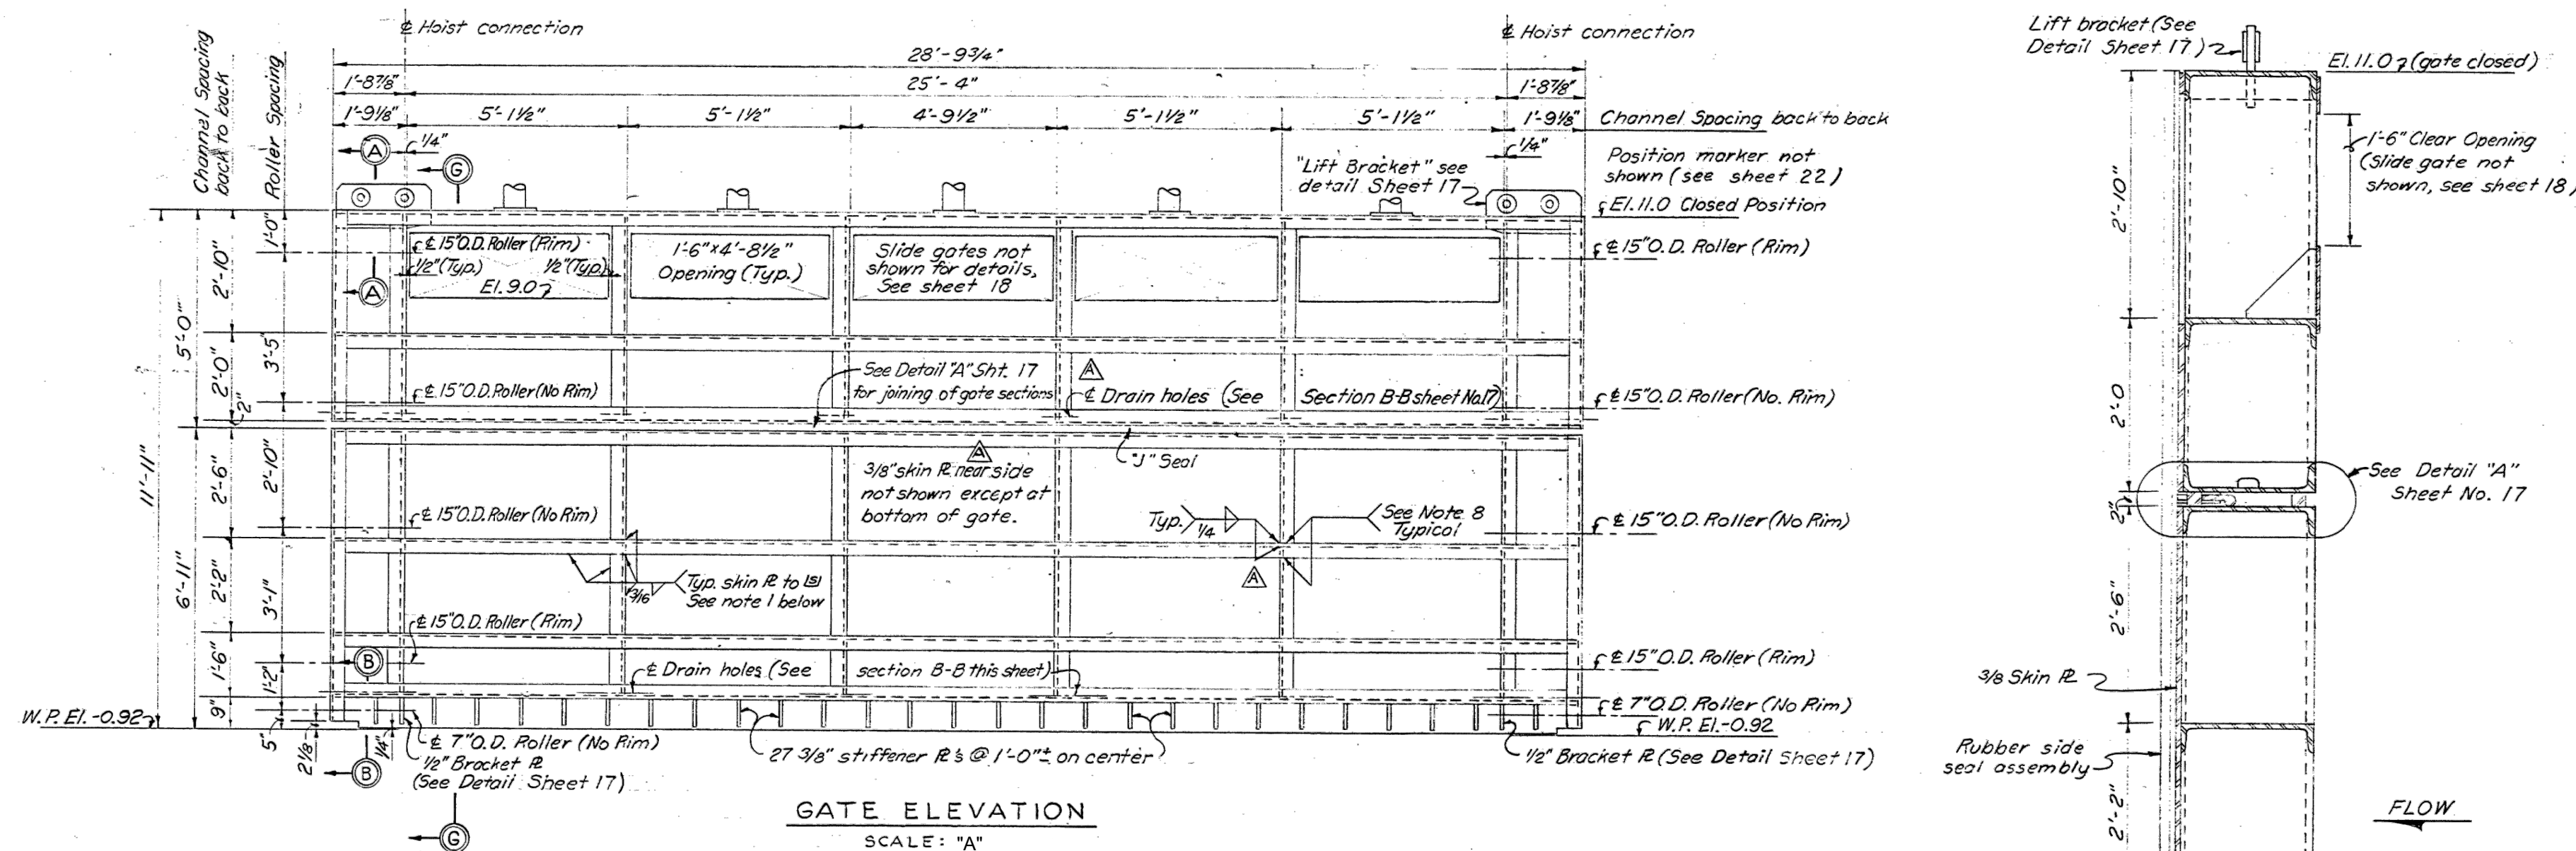 ℄ Hoist connection
℄ Hoist connection
28'-9¾"
1'-8⅞"
25'-4"
1'-8⅞"
1'-9⅛"
5'-1½"
5'-1½"
4'-9½"
5'-1½"
5'-1½"
1'-9⅛"
Channel Spacing back to back
Channel Spacing
back to back
Roller Spacing
A
¼"
G
¼"
"Lift Bracket" see
detail Sheet 17
Position marker not
shown (see sheet 22)
El. 11.0 Closed Position
℄ 15"O.D. Roller (Rim)
½"(Typ.)
½"(Typ.)
El. 9.0
A
1'-6"x4'-8½"
Opening (Typ.)
Slide gates not
shown for details,
See sheet 18
℄ 15"O.D. Roller (Rim)
1'-0"
2'-10"
5'-0"
2'-0"
3'-5"
2"
See Detail "A" Sht. 17
for joining of gate sections
A
℄ Drain holes (See
Section B-B sheet No.17)
℄ 15"O.D. Roller (No Rim)
℄ 15"O.D. Roller (No. Rim)
"J" Seal
A
3/8" skin ℙ near side
not shown except at
bottom of gate.
11'-11"
6'-11"
2'-6"
2'-10"
℄ 15"O.D. Roller (No Rim)
Typ.
1/4
See Note 8
Typical
℄ 15"O.D. Roller (No Rim)
A
3/16
Typ. skin ℙ to
See note 1 below
2'-2"
3'-1"
℄ 15"O.D. Roller (Rim)
B
1'-6"
1'-2"
℄ Drain holes (See
section B-B this sheet)
℄ 15"O.D. Roller (Rim)
℄ 7"O.D. Roller (No Rim)
W.P. El. -0.92
W.P. El. -0.92
9"
5"
2⅛"
¼"
℄ 7"O.D. Roller (No Rim)
½" Bracket ℙ
(See Detail Sheet 17)
B
27 3/8" stiffener ℙ's @ 1'-0"± on center
½" Bracket ℙ (See Detail Sheet 17)
G
GATE ELEVATION
SCALE: "A"
Lift bracket (See
Detail Sheet 17)
El. 11.0 (gate closed)
2'-10"
1'-6" Clear Opening
(Slide gate not
shown, see sheet 18)
2'-0
See Detail "A"
Sheet No. 17
2"
2'-6"
3/8 Skin ℙ
Rubber side
seal assembly
2'-2"
FLOW